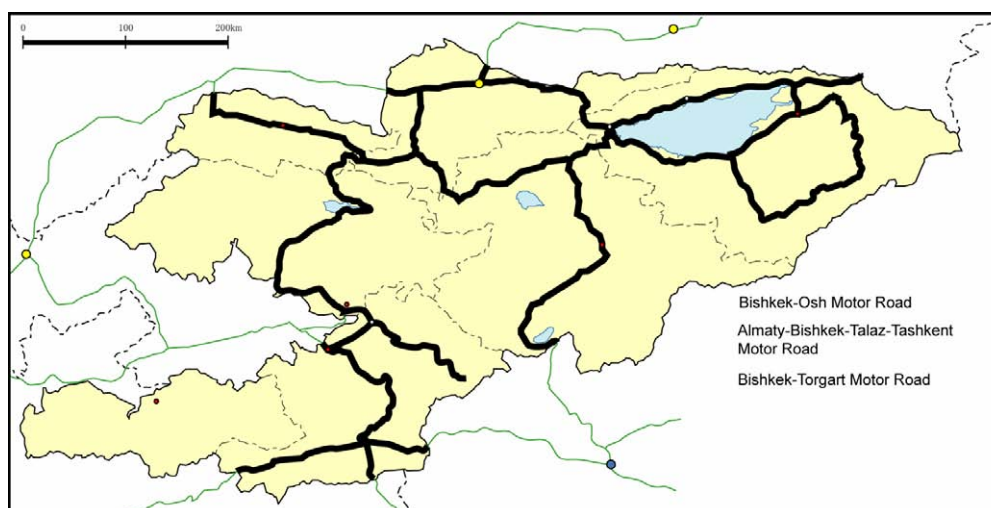 0 100 200km
Bishkek-Osh Motor Road
Almaty-Bishkek-Talaz-Tashkent
Motor Road
Bishkek-Torgart Motor Road